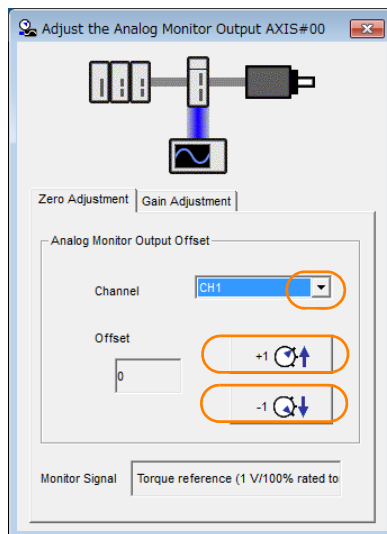 Adjust the Analog Monitor Output AXIS#00
Zero Adjustment Gain Adjustment
Analog Monitor Output Offset
Channel CH1
Offset
+1
0
-1
Monitor Signal Torque reference (1 V/100% rated to